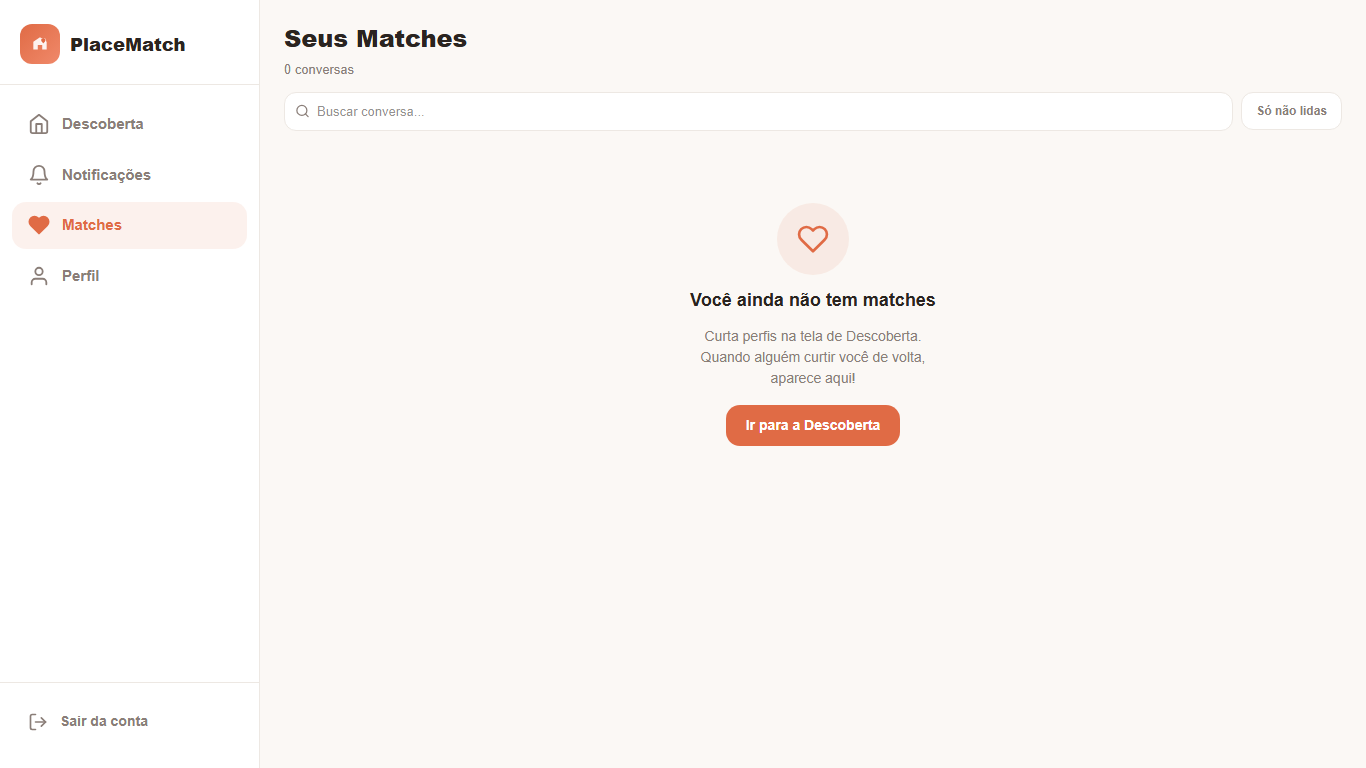 PlaceMatch
Descoberta
Notificações
Matches
Perfil
Sair da conta
Seus Matches
0 conversas
Buscar conversa...
Só não lidas
Você ainda não tem matches
Curta perfis na tela de Descoberta.
Quando alguém curtir você de volta,
aparece aqui!
Ir para a Descoberta